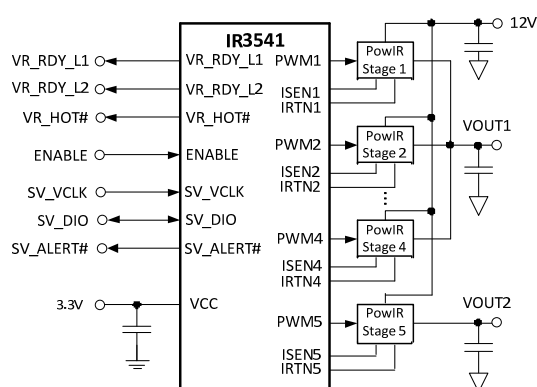 12V
IR3541
VR_RDY_L1
VR_RDY_L1
PWM1
PowIR
Stage 1
VR_RDY_L2
VR_RDY_L2
ISEN1
IRTN1
VR_HOT#
VR_HOT#
PWM2
PowIR
Stage 2
VOUT1
ENABLE
ENABLE
ISEN2
IRTN2
SV_VCLK
SV_VCLK
SV_DIO
SV_DIO
PWM4
PowIR
Stage 4
SV_ALERT#
SV_ALERT#
ISEN4
IRTN4
3.3V
VCC
PWM5
PowIR
Stage 5
VOUT2
ISEN5
IRTN5